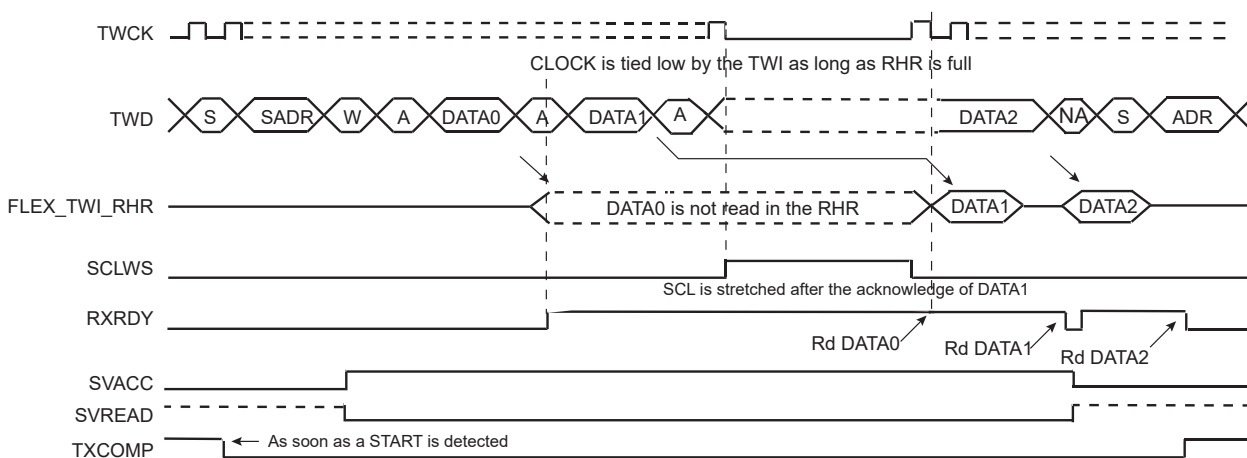 TWCK
CLOCK is tied low by the TWI as long as RHR is full
TWD S SADR W A DATA0 A DATA1 A DATA2 NA S ADR
FLEX_TWI_RHR DATA0 is not read in the RHR DATA1 DATA2
SCLWS
SCL is stretched after the acknowledge of DATA1
RXRDY
Rd DATA0 Rd DATA1 Rd DATA2
SVACC
SVREAD
As soon as a START is detected
TXCOMP